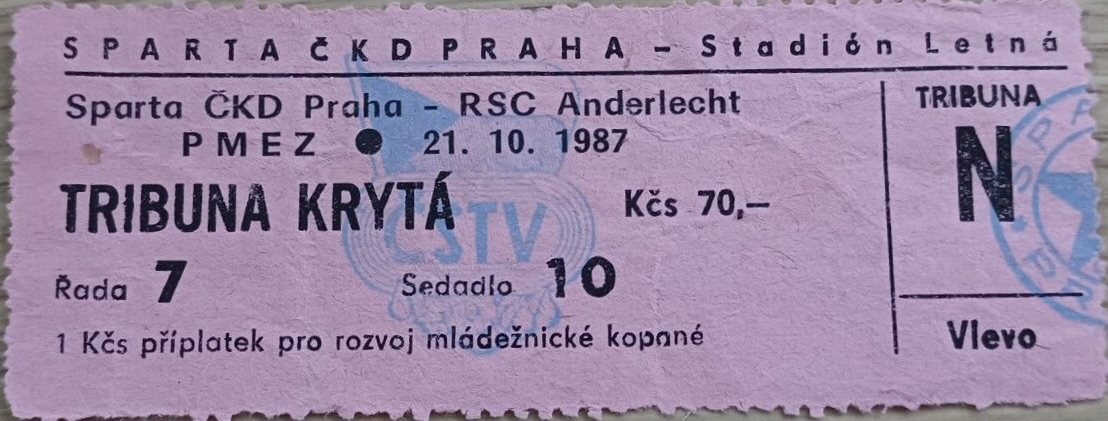 SPARTA ČKD PRAHA – Stadión Letná
Sparta ČKD Praha – RSC Anderlecht
PMEZ ● 21. 10. 1987
TRIBUNA KRYTÁ Kčs 70,—
Řada 7 Sedadlo 10
1 Kčs příplatek pro rozvoj mládežnické kopané
TRIBUNA
N
Vlevo
ČSTV